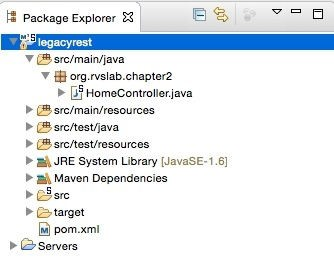 Package Explorer
legacyrest
src/main/java
org.rvslab.chapter2
HomeController.java
src/main/resources
src/test/java
src/test/resources
JRE System Library [JavaSE-1.6]
Maven Dependencies
src
target
pom.xml
Servers